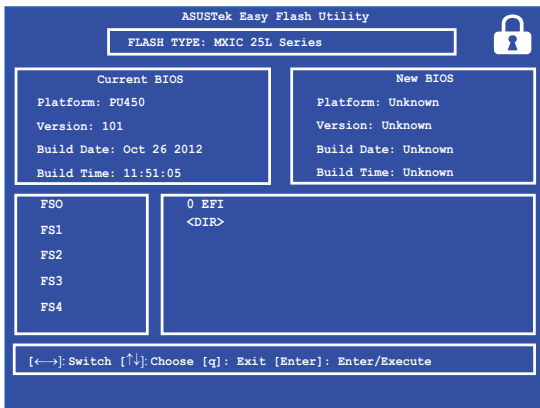 ASUSTek Easy Flash Utility
FLASH TYPE: MXIC 25L Series
Current BIOS
Platform: PU450
Version: 101
Build Date: Oct 26 2012
Build Time: 11:51:05
New BIOS
Platform: Unknown
Version: Unknown
Build Date: Unknown
Build Time: Unknown
FSO
FS1
FS2
FS3
FS4
0 EFI
<DIR>
[←→]: Switch [↑↓]: Choose [q]: Exit [Enter]: Enter/Execute